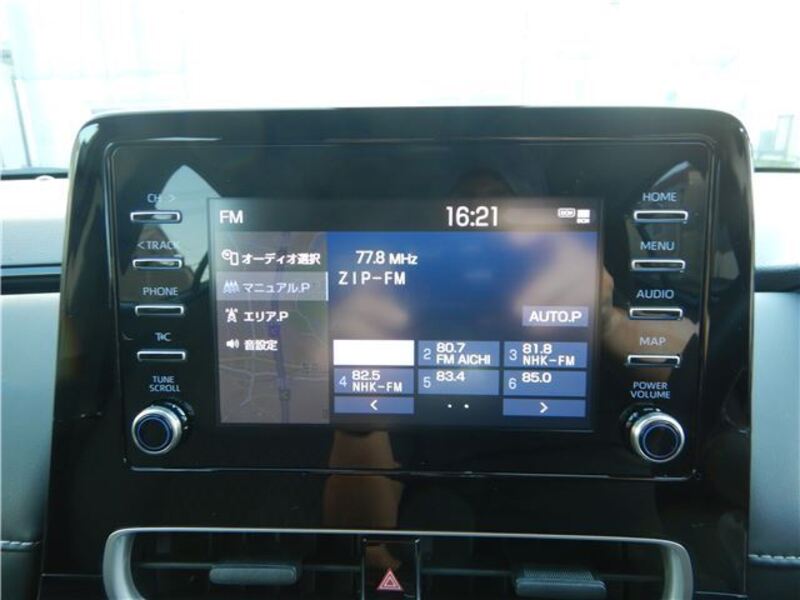 CH >
< TRACK
PHONE
TUNE
SCROLL
FM
16:21
DCM
オーディオ選択
マニュアル.P
エリア.P
音設定
77.8 MHz
ZIP-FM
AUTO.P
2 80.7 FM AICHI
3 81.8 NHK-FM
4 82.5 NHK-FM
5 83.4
6 85.0
<
>
HOME
MENU
AUDIO
MAP
POWER
VOLUME